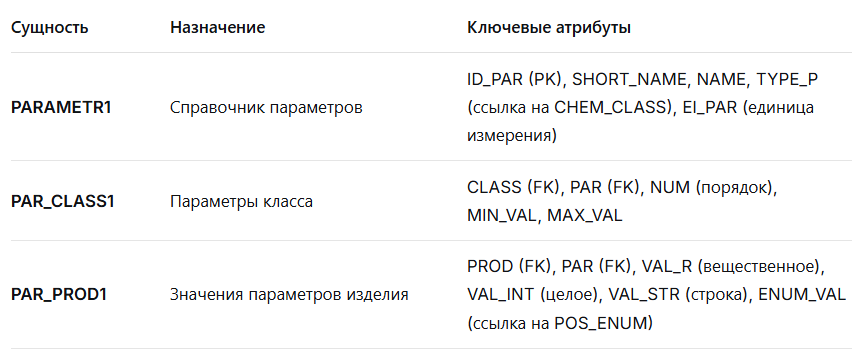 Сущность Назначение Ключевые атрибуты
ID_PAR (PK), SHORT_NAME, NAME, TYPE_P
PARAMETR1 Справочник параметров (ссылка на CHEM_CLASS), EI_PAR (единица
измерения)
CLASS (FK), PAR (FK), NUM (порядок),
PAR_CLASS1 Параметры класса
MIN_VAL, MAX_VAL
PROD (FK), PAR (FK), VAL_R (вещественное),
PAR_PROD1 Значения параметров изделия VAL_INT (целое), VAL_STR (строка), ENUM_VAL
(ссылка на POS_ENUM)